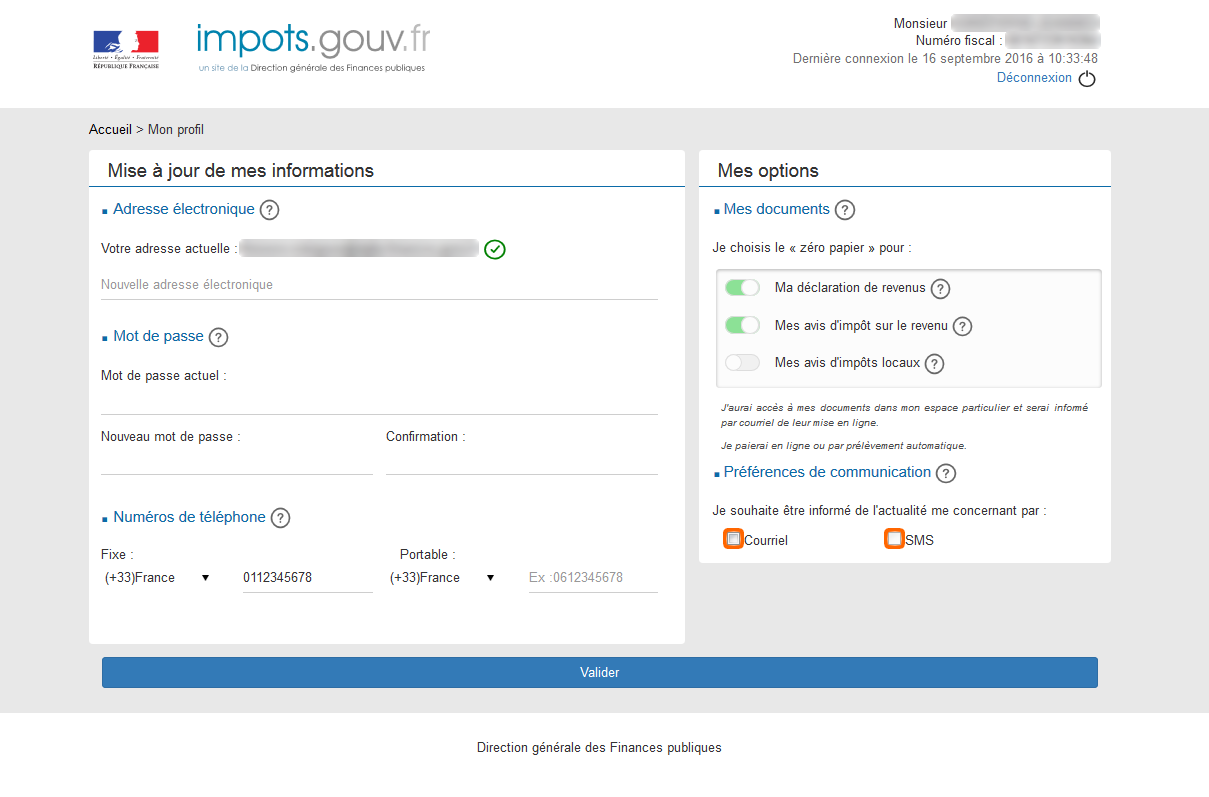 Liberté • Égalité • Fraternité
RÉPUBLIQUE FRANÇAISE
impots.gouv.fr
un site de la Direction générale des Finances publiques
Monsieur
Numéro fiscal :
Dernière connexion le 16 septembre 2016 à 10:33:48
Déconnexion
Accueil > Mon profil
Mise à jour de mes informations
Adresse électronique ?
Votre adresse actuelle :
Nouvelle adresse électronique
Mot de passe ?
Mot de passe actuel :
Nouveau mot de passe : Confirmation :
Numéros de téléphone ?
Fixe : Portable :
(+33)France ▼ 0112345678 (+33)France ▼ Ex :0612345678
Mes options
Mes documents ?
Je choisis le « zéro papier » pour :
Ma déclaration de revenus ?
Mes avis d'impôt sur le revenu ?
Mes avis d'impôts locaux ?
J'aurai accès à mes documents dans mon espace particulier et serai informé
par courriel de leur mise en ligne.
Je paierai en ligne ou par prélèvement automatique.
Préférences de communication ?
Je souhaite être informé de l'actualité me concernant par :
Courriel SMS
Valider
Direction générale des Finances publiques